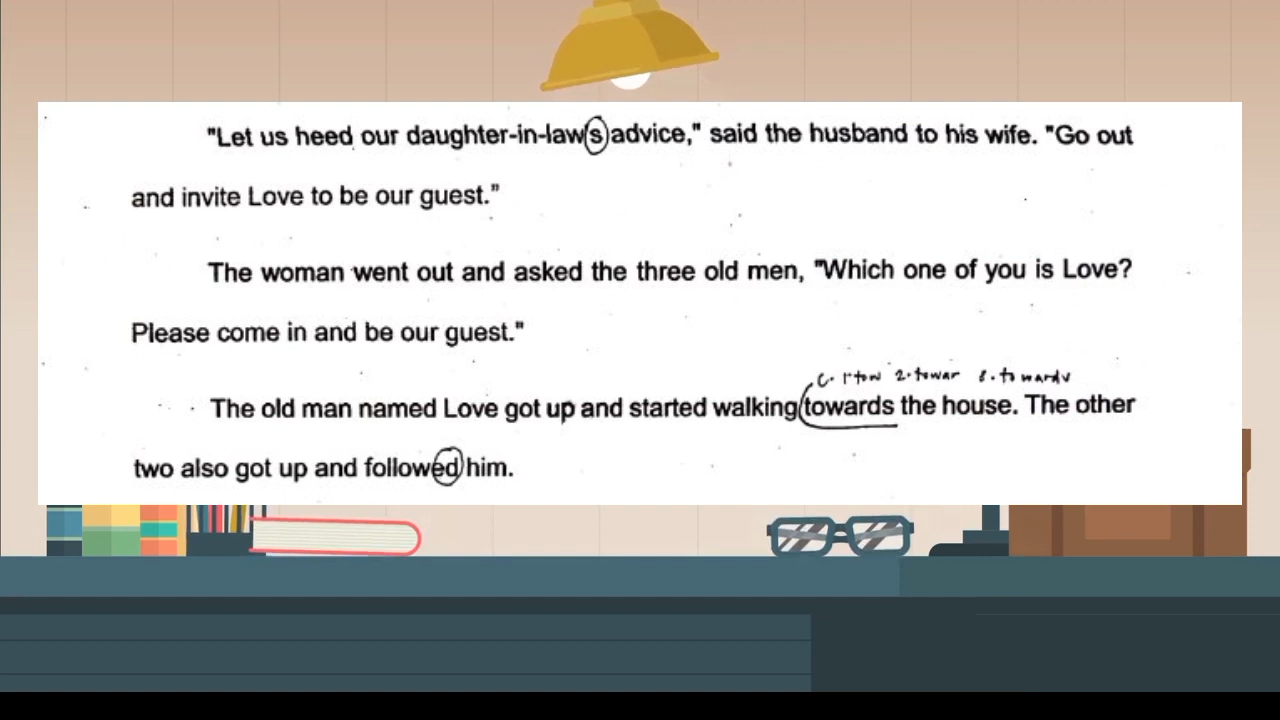 "Let us heed our daughter-in-laws advice," said the husband to his wife. "Go out
and invite Love to be our guest."
The woman went out and asked the three old men, "Which one of you is Love?
Please come in and be our guest."
2.towar
The old man named Love got up and started walking towards the house. The other
two also got up and followed him.